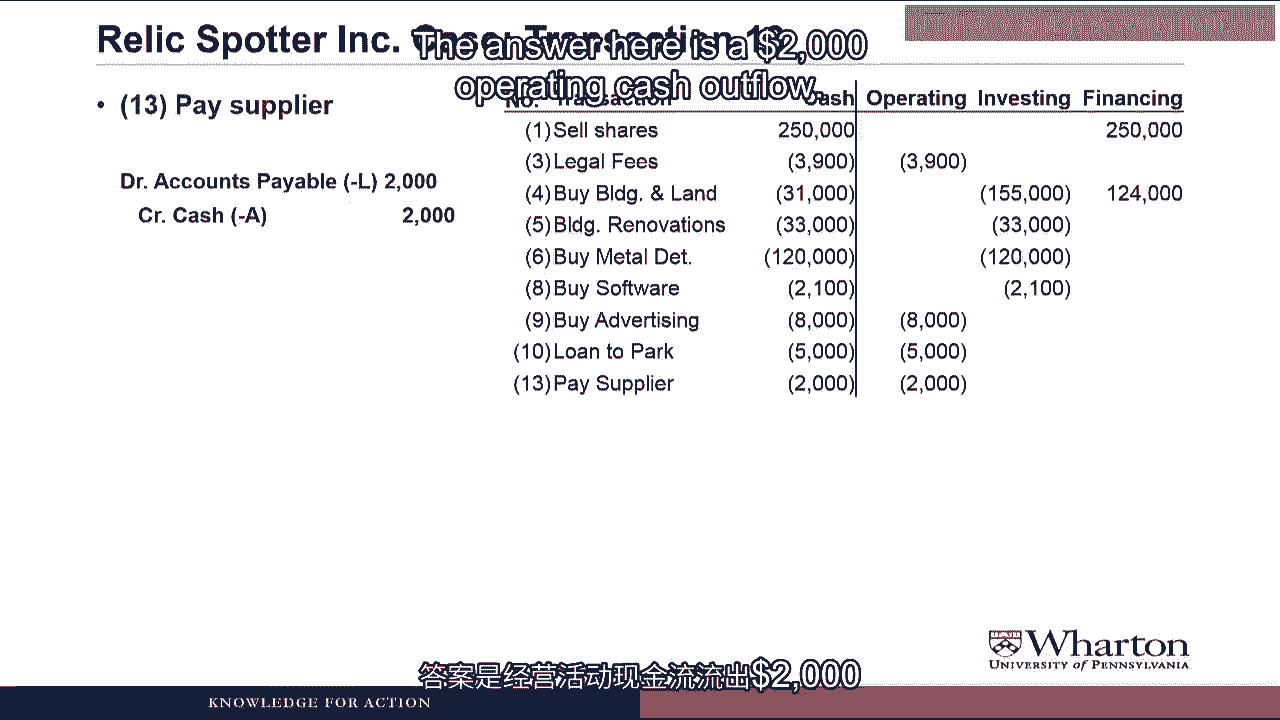 Relic Spotter Inc. Case: Transaction 13
The answer here is a $2,000
operating cash outflow.
• (13) Pay supplier
Dr. Accounts Payable (-L) 2,000
Cr. Cash (-A) 2,000
No. Transaction Cash Operating Investing Financing
(1) Sell shares 250,000 250,000
(3) Legal Fees (3,900) (3,900)
(4) Buy Bldg. & Land (31,000) (155,000) 124,000
(5) Bldg. Renovations (33,000) (33,000)
(6) Buy Metal Det. (120,000) (120,000)
(8) Buy Software (2,100) (2,100)
(9) Buy Advertising (8,000) (8,000)
(10) Loan to Park (5,000) (5,000)
(13) Pay Supplier (2,000) (2,000)
Wharton
UNIVERSITY of PENNSYLVANIA
答案是经营活动现金流流出$2,000
KNOWLEDGE FOR ACTION